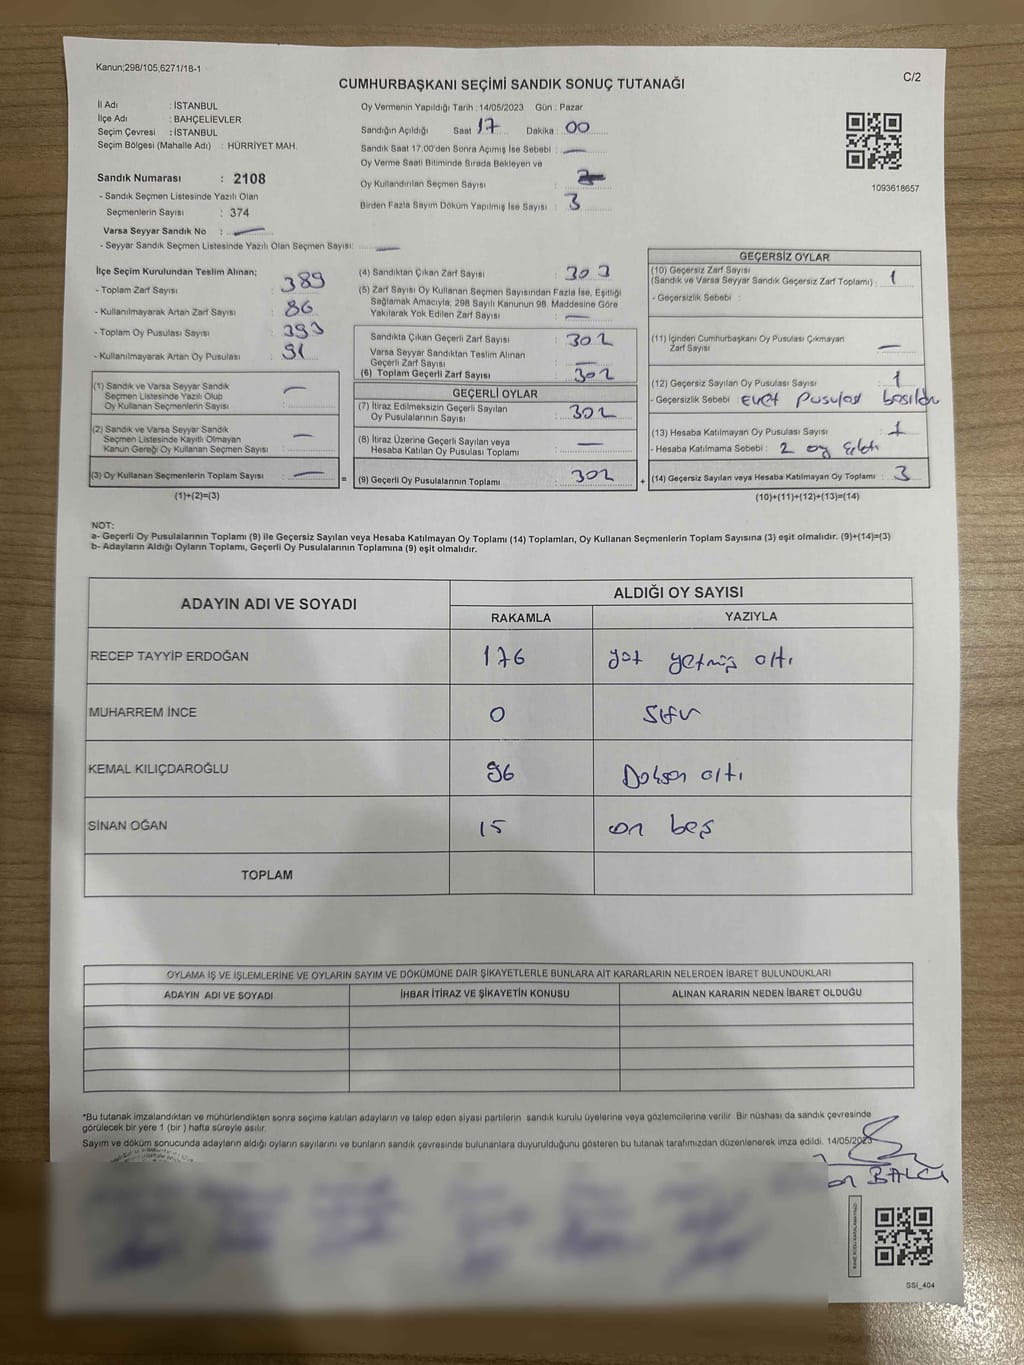 Kanun;298/105,6271/18-1
C/2
CUMHURBAŞKANI SEÇİMİ SANDIK SONUÇ TUTANAĞI
İl Adı : İSTANBUL
İlçe Adı : BAHÇELİEVLER
Seçim Çevresi : İSTANBUL
Seçim Bölgesi (Mahalle Adı) : HÜRRİYET MAH.
Sandık Numarası : 2108
- Sandık Seçmen Listesinde Yazılı Olan
Seçmenlerin Sayısı : 374
Varsa Seyyar Sandık No :
- Seyyar Sandık Seçmen Listesinde Yazılı Olan Seçmen Sayısı:
Oy Vermenin Yapıldığı Tarih : 14/05/2023 Gün : Pazar
Sandığın Açıldığı Saat 17 Dakika : 00
Sandık Saat 17:00'den Sonra Açımış İse Sebebi :
Oy Verme Saati Bitiminde Sırada Bekleyen ve
Oy Kullandırılan Seçmen Sayısı :
Birden Fazla Sayım Döküm Yapılmış İse Sayısı : 3
1093618657
İlçe Seçim Kurulundan Teslim Alınan;
- Toplam Zarf Sayısı : 389
- Kullanılmayarak Artan Zarf Sayısı : 86
- Toplam Oy Pusulası Sayısı : 393
- Kullanılmayarak Artan Oy Pusulası : 91
(1) Sandık ve Varsa Seyyar Sandık
Seçmen Listesinde Yazılı Olup
Oy Kullanan Seçmenlerin Sayısı :
(2) Sandık ve Varsa Seyyar Sandık
Seçmen Listesinde Kayıtlı Olmayan
Kanun Gereği Oy Kullanan Seçmen Sayısı :
(3) Oy Kullanan Seçmenlerin Toplam Sayısı :
(1)+(2)=(3)
(4) Sandıktan Çıkan Zarf Sayısı : 303
(5) Zarf Sayısı Oy Kullanan Seçmen Sayısından Fazla İse, Eşitliği
Sağlamak Amacıyla; 298 Sayılı Kanunun 98. Maddesine Göre
Yakılarak Yok Edilen Zarf Sayısı :
Sandıkta Çıkan Geçerli Zarf Sayısı : 302
Varsa Seyyar Sandıktan Teslim Alınan
Geçerli Zarf Sayısı :
(6) Toplam Geçerli Zarf Sayısı : 302
GEÇERLİ OYLAR
(7) İtiraz Edilmeksizin Geçerli Sayılan
Oy Pusulalarının Sayısı : 302
(8) İtiraz Üzerine Geçerli Sayılan veya
Hesaba Katılan Oy Pusulası Toplamı :
= (9) Geçerli Oy Pusulalarının Toplamı : 302 +
GEÇERSİZ OYLAR
(10) Geçersiz Zarf Sayısı
(Sandık ve Varsa Seyyar Sandık Geçersiz Zarf Toplamı) : 1
- Geçersizlik Sebebi :
(11) İçinden Cumhurbaşkanı Oy Pusulası Çıkmayan
Zarf Sayısı :
(12) Geçersiz Sayılan Oy Pusulası Sayısı : 1
- Geçersizlik Sebebi : Evet pusulası basıldı
(13) Hesaba Katılmayan Oy Pusulası Sayısı : 1
- Hesaba Katılmama Sebebi : 2 oy
(14) Geçersiz Sayılan veya Hesaba Katılmayan Oy Toplamı : 3
(10)+(11)+(12)+(13)=(14)
NOT:
a- Geçerli Oy Pusulalarının Toplamı (9) ile Geçersiz Sayılan veya Hesaba Katılmayan Oy Toplamı (14) Toplamları, Oy Kullanan Seçmenlerin Toplam Sayısına (3) eşit olmalıdır. (9)+(14)=(3)
b- Adayların Aldığı Oyların Toplamı, Geçerli Oy Pusulalarının Toplamına (9) eşit olmalıdır.
ADAYIN ADI VE SOYADI
ALDIĞI OY SAYISI
RAKAMLA YAZIYLA
RECEP TAYYİP ERDOĞAN 176 yüz yetmiş altı
MUHARREM İNCE 0 Sıfır
KEMAL KILIÇDAROĞLU 96 Doksan altı
SİNAN OĞAN 15 on beş
TOPLAM
OYLAMA İŞ VE İŞLEMLERİNE VE OYLARIN SAYIM VE DÖKÜMÜNE DAİR ŞİKAYETLERLE BUNLARA AİT KARARLARIN NELERDEN İBARET BULUNDUKLARI
ADAYIN ADI VE SOYADI İHBAR İTİRAZ VE ŞİKAYETİN KONUSU ALINAN KARARIN NEDEN İBARET OLDUĞU
*Bu tutanak imzalandıktan ve mühürlendikten sonra seçime katılan adayların ve talep eden siyasi partilerin sandık kurulu üyelerine veya gözlemcilerine verilir. Bir nüshası da sandık çevresinde
görülecek bir yere 1 (bir ) hafta süreyle asılır.
Sayım ve döküm sonucunda adayların aldığı oyların sayılarını ve bunların sandık çevresinde bulunanlara duyurulduğunu gösteren bu tutanak tarafımızdan düzenlenerek imza edildi. 14/05/2023
BALCI
SSİ_404